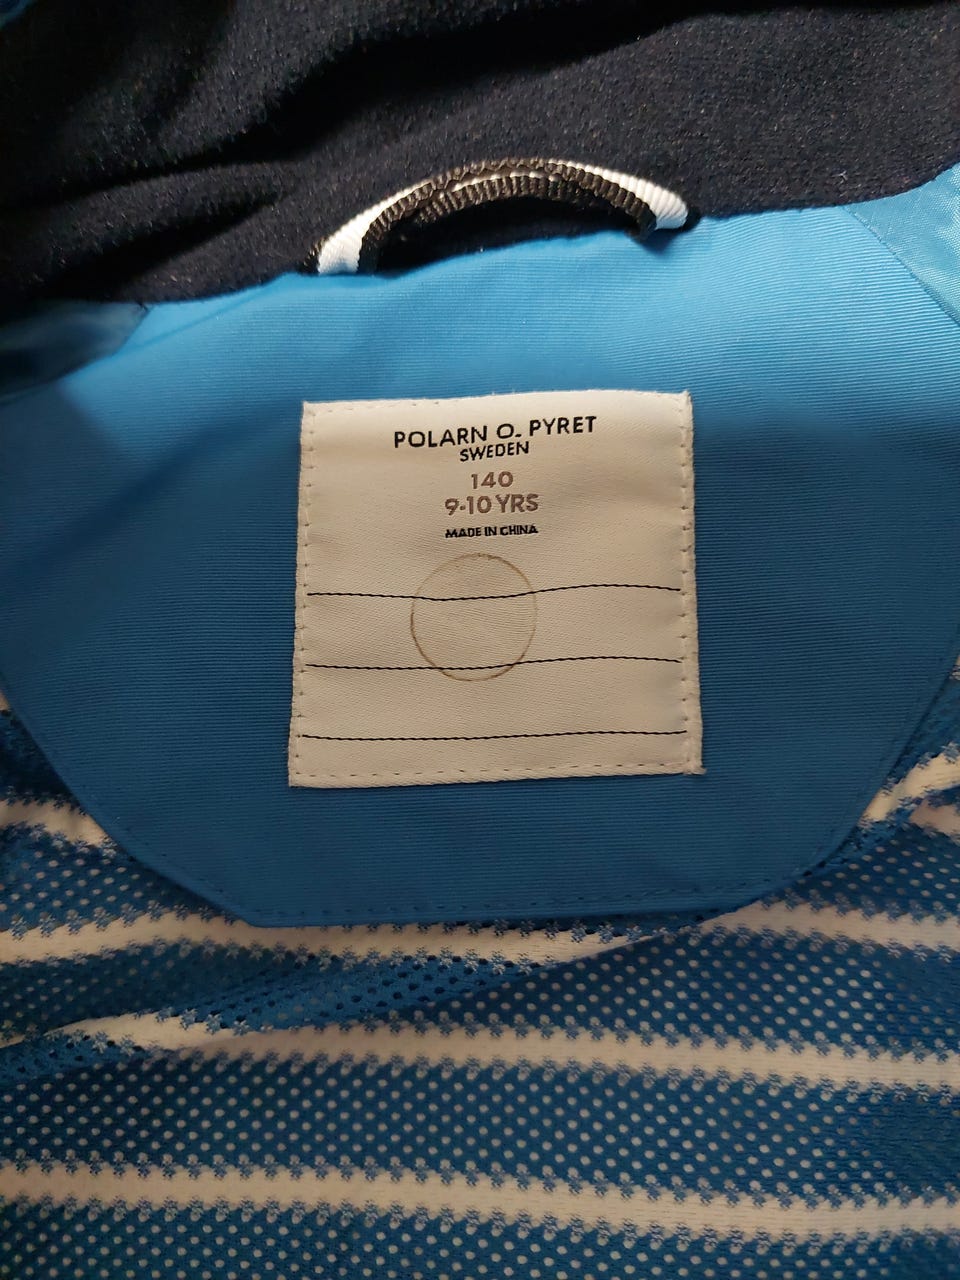 POLARN O. PYRET
SWEDEN
140
9-10 YRS
MADE IN CHINA